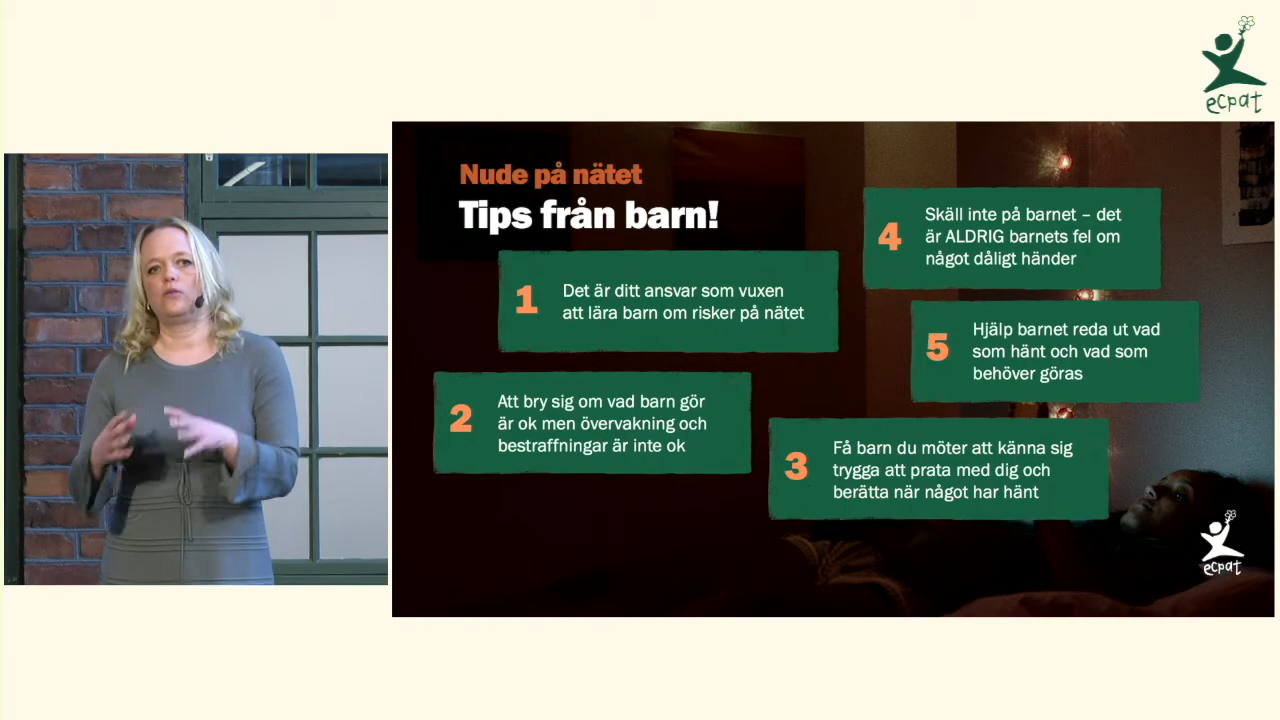 ecpat
Nude på nätet
Tips från barn!
1
Det är ditt ansvar som vuxen
att lära barn om risker på nätet
2
Att bry sig om vad barn gör
är ok men övervakning och
bestraffningar är inte ok
3
Få barn du möter att känna sig
trygga att prata med dig och
berätta när något har hänt
4
Skäll inte på barnet – det
är ALDRIG barnets fel om
något dåligt händer
5
Hjälp barnet reda ut vad
som hänt och vad som
behöver göras
ecpat